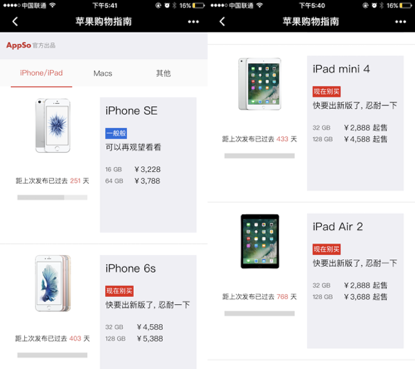 中国联通
下午5:41
16%
苹果购物指南
AppSo 官方出品
iPhone/iPad
Macs
其他
iPhone SE
一般般
可以再观望看看
16 GB ¥3,228
64 GB ¥3,788
距上次发布已过去 251 天
iPhone 6s
现在别买
快要出新版了, 忍耐一下
32 GB ¥4,588
128 GB ¥5,388
距上次发布已过去 403 天
中国联通
下午5:40
16%
苹果购物指南
iPad mini 4
现在别买
快要出新版了, 忍耐一下
32 GB ¥2,888 起售
128 GB ¥3,688 起售
距上次发布已过去 433 天
iPad Air 2
现在别买
快要出新版了, 忍耐一下
32 GB ¥2,888 起售
128 GB ¥3,688 起售
距上次发布已过去 768 天